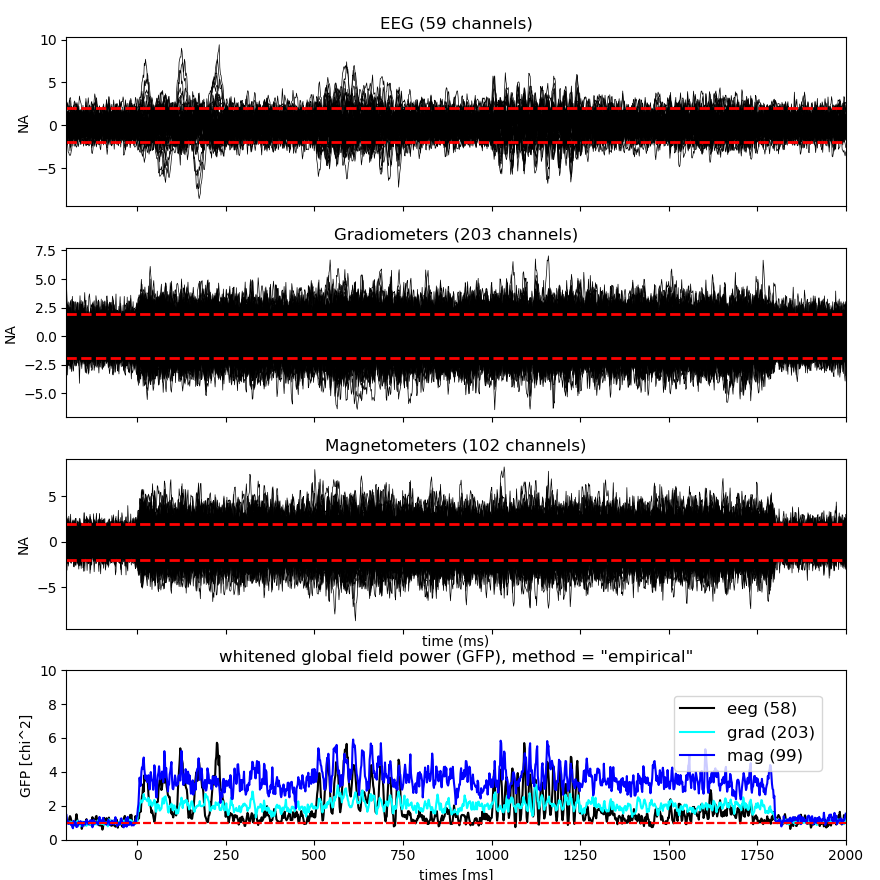 EEG (59 channels)
10
5
0
−5
NA
Gradiometers (203 channels)
7.5
5.0
2.5
0.0
−2.5
−5.0
NA
Magnetometers (102 channels)
5
0
−5
NA
time (ms)
whitened global field power (GFP), method = "empirical"
10
8
6
4
2
0
GFP [chi^2]
eeg (58)
grad (203)
mag (99)
0 250 500 750 1000 1250 1500 1750 2000
times [ms]